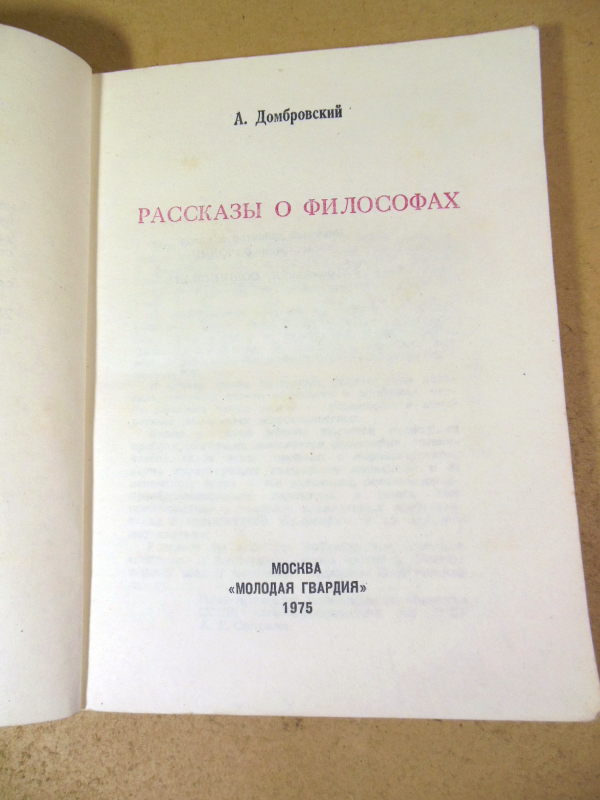 А. Домбровский
РАССКАЗЫ О ФИЛОСОФАХ
МОСКВА
«МОЛОДАЯ ГВАРДИЯ»
1975